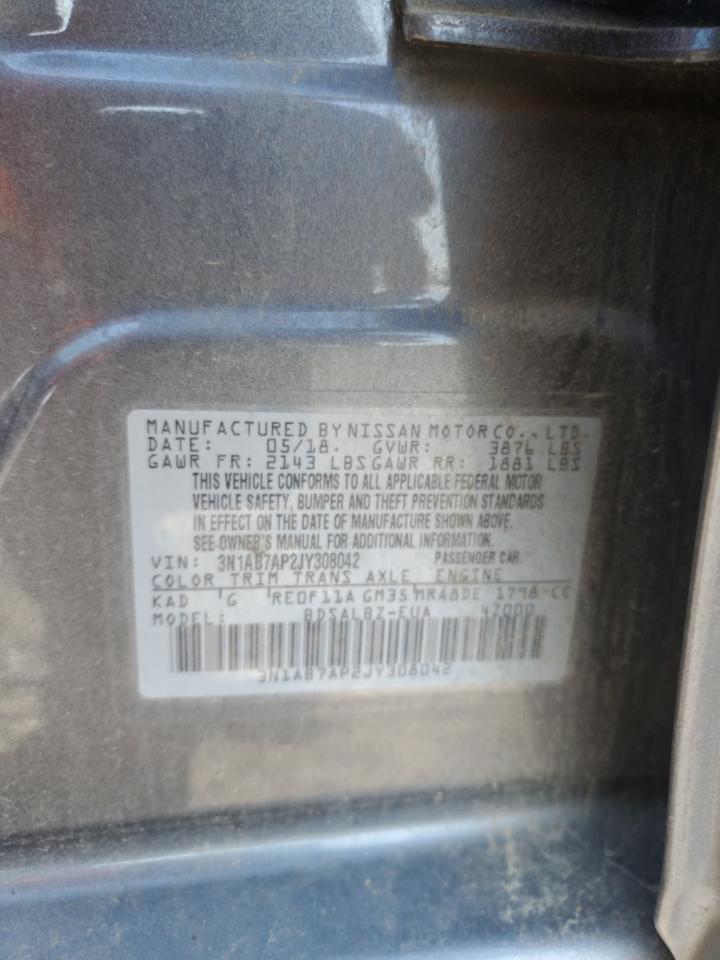 MANUFACTURED BY NISSAN MOTOR CO., LTD.
DATE: 05/18. GVWR: 3876 LBS
GAWR FR: 2143 LBS GAWR RR: 1881 LBS
THIS VEHICLE CONFORMS TO ALL APPLICABLE FEDERAL MOTOR
VEHICLE SAFETY, BUMPER AND THEFT PREVENTION STANDARDS
IN EFFECT ON THE DATE OF MANUFACTURE SHOWN ABOVE.
SEE OWNER'S MANUAL FOR ADDITIONAL INFORMATION.
VIN: 3N1AB7AP2JY308042 PASSENGER CAR
COLOR TRIM TRANS AXLE ENGINE
KAD G RE0F11A GM35 MRA8DE 1798 CC
MODEL: BDSALBZ-EUA 47000
3N1AB7AP2JY308042